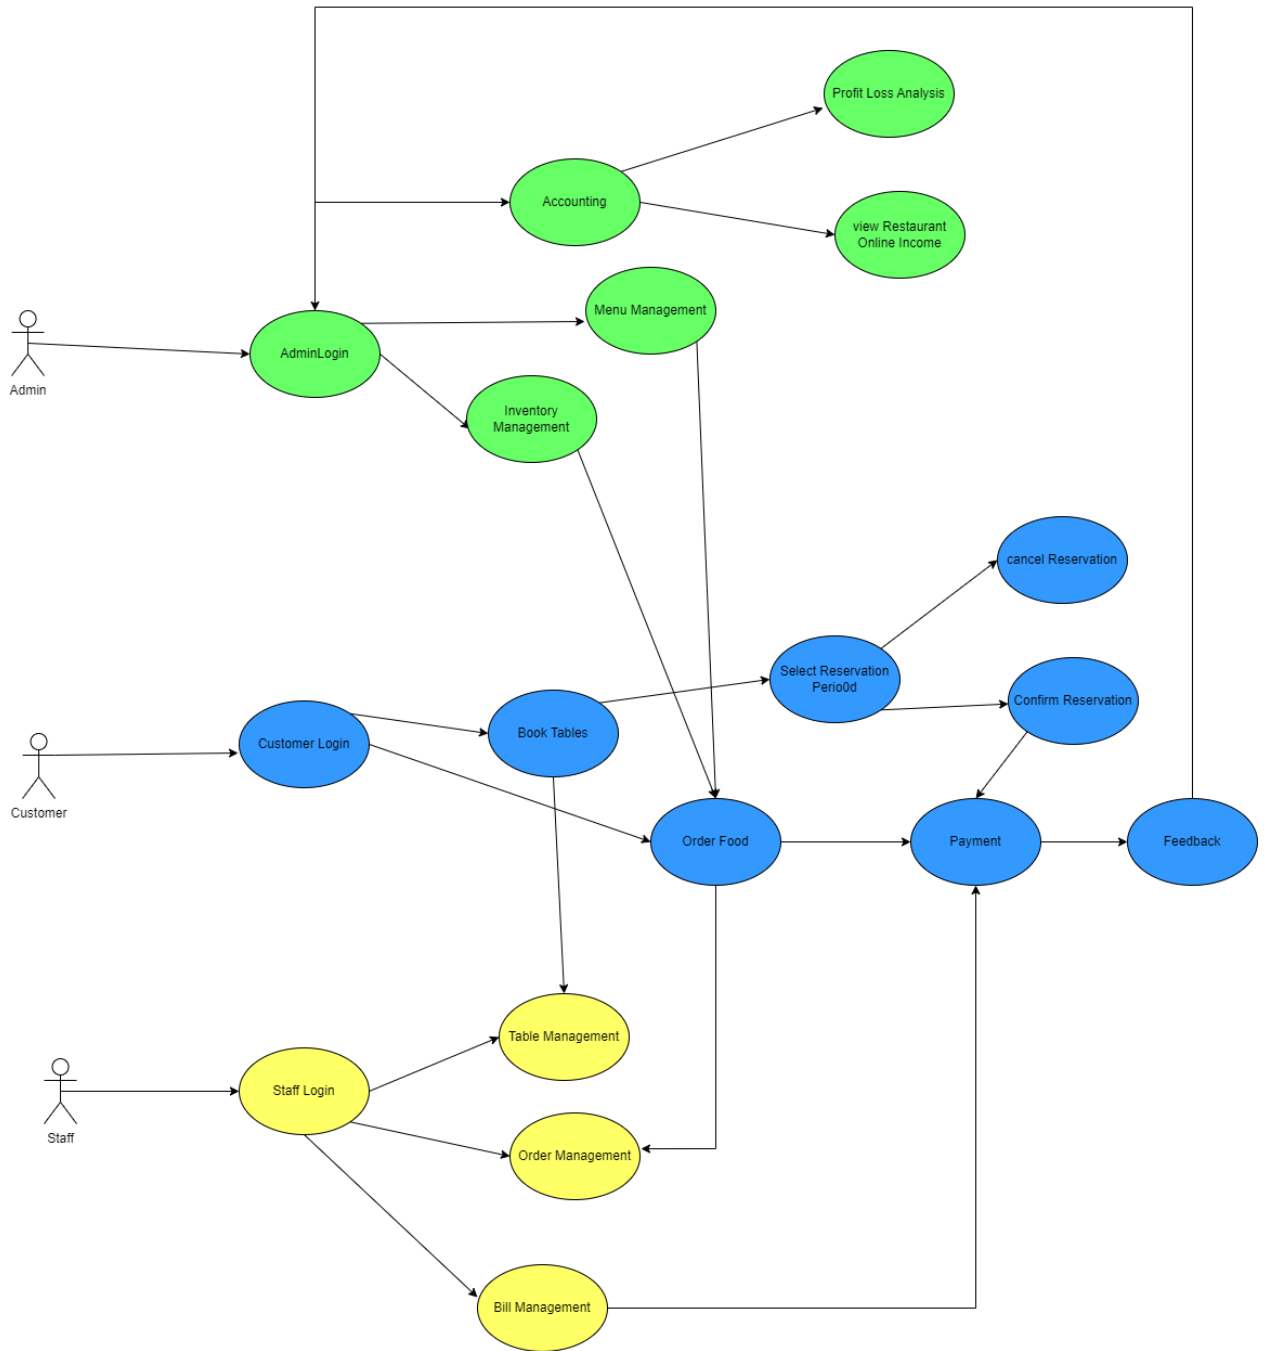 Profit Loss Analysis
Accounting
view Restaurant
Online Income
Menu Management
AdminLogin
Admin
Inventory
Management
cancel Reservation
Select Reservation
Perio0d
Confirm Reservation
Book Tables
Customer Login
Customer
Order Food
Payment
Feedback
Table Management
Staff Login
Staff
Order Management
Bill Management